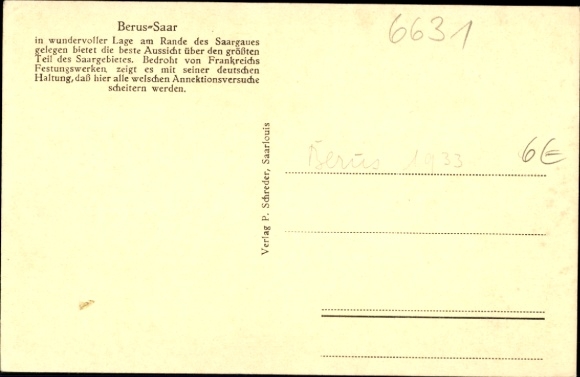 Berus-Saar
in wundervoller Lage am Rande des Saargaues
gelegen bietet die beste Aussicht über den größten
Teil des Saargebietes. Bedroht von Frankreichs
Festungswerken, zeigt es mit seiner deutschen
Haltung, daß hier alle welschen Annektionsversuche
scheitern werden.
6631
Verlag P. Schreder, Saarlouis
Berus 1933
6€